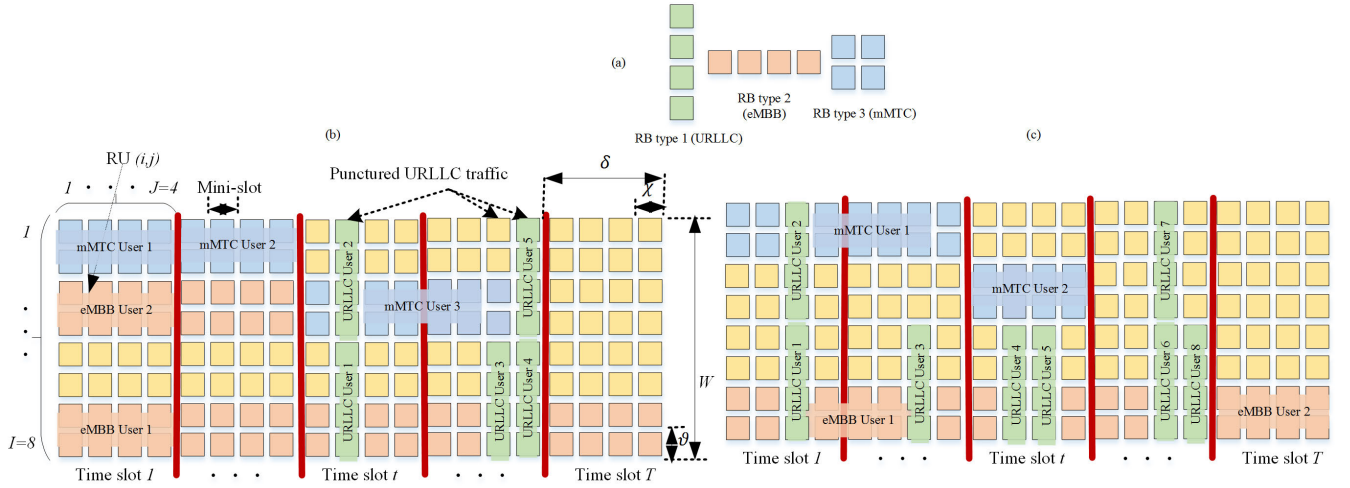 (a)
RB type 2
(eMBB)
RB type 3 (mMTC)
RB type 1 (URLLC)
(b)
(c)
RU (i,j)
1 · · · J=4
Mini-slot
Punctured URLLC traffic
δ
χ
1
·
·
·
I=8
mMTC User 1
mMTC User 2
eMBB User 2
eMBB User 1
URLLC User 2
URLLC User 1
mMTC User 3
URLLC User 5
URLLC User 3
URLLC User 4
W
ϑ
Time slot 1
· · ·
Time slot t
· · ·
Time slot T
URLLC User 2
mMTC User 1
URLLC User 1
eMBB User 1
URLLC User 3
mMTC User 2
URLLC User 4
URLLC User 5
URLLC User 7
URLLC User 6
URLLC User 8
eMBB User 2
Time slot 1
· · ·
Time slot t
· · ·
Time slot T